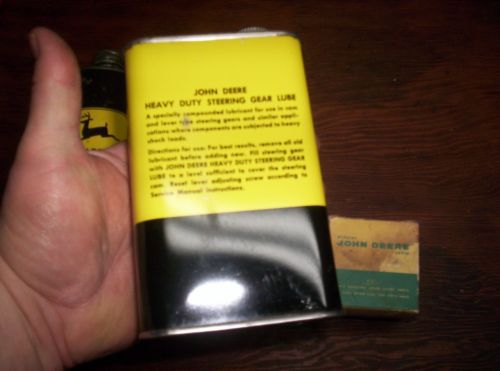 JOHN DEERE
HEAVY DUTY STEERING GEAR LUBE
A specially compounded lubricant for use in cam
and lever type steering gears and similar appli-
cations where components are subjected to heavy
shock loads.
Directions for use: For best results, remove all old
lubricant before adding new. Fill steering gear
with JOHN DEERE HEAVY DUTY STEERING GEAR
LUBE to a level sufficient to cover the steering
cam. Reset lever adjusting screw according to
Service Manual instructions.
JOHN DEERE